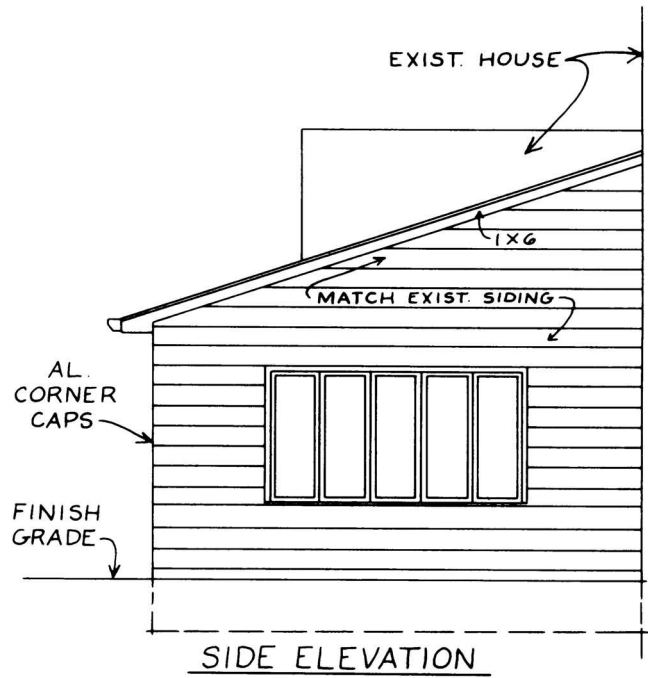 EXIST. HOUSE
1X6
MATCH EXIST. SIDING
AL.
CORNER
CAPS
FINISH
GRADE
SIDE ELEVATION